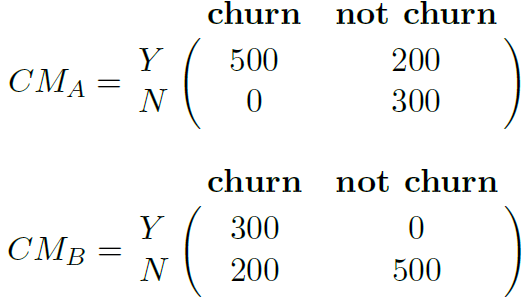 churn not churn
Y 500 200
CM_A =
N 0 300
churn not churn
Y 300 0
CM_B =
N 200 500